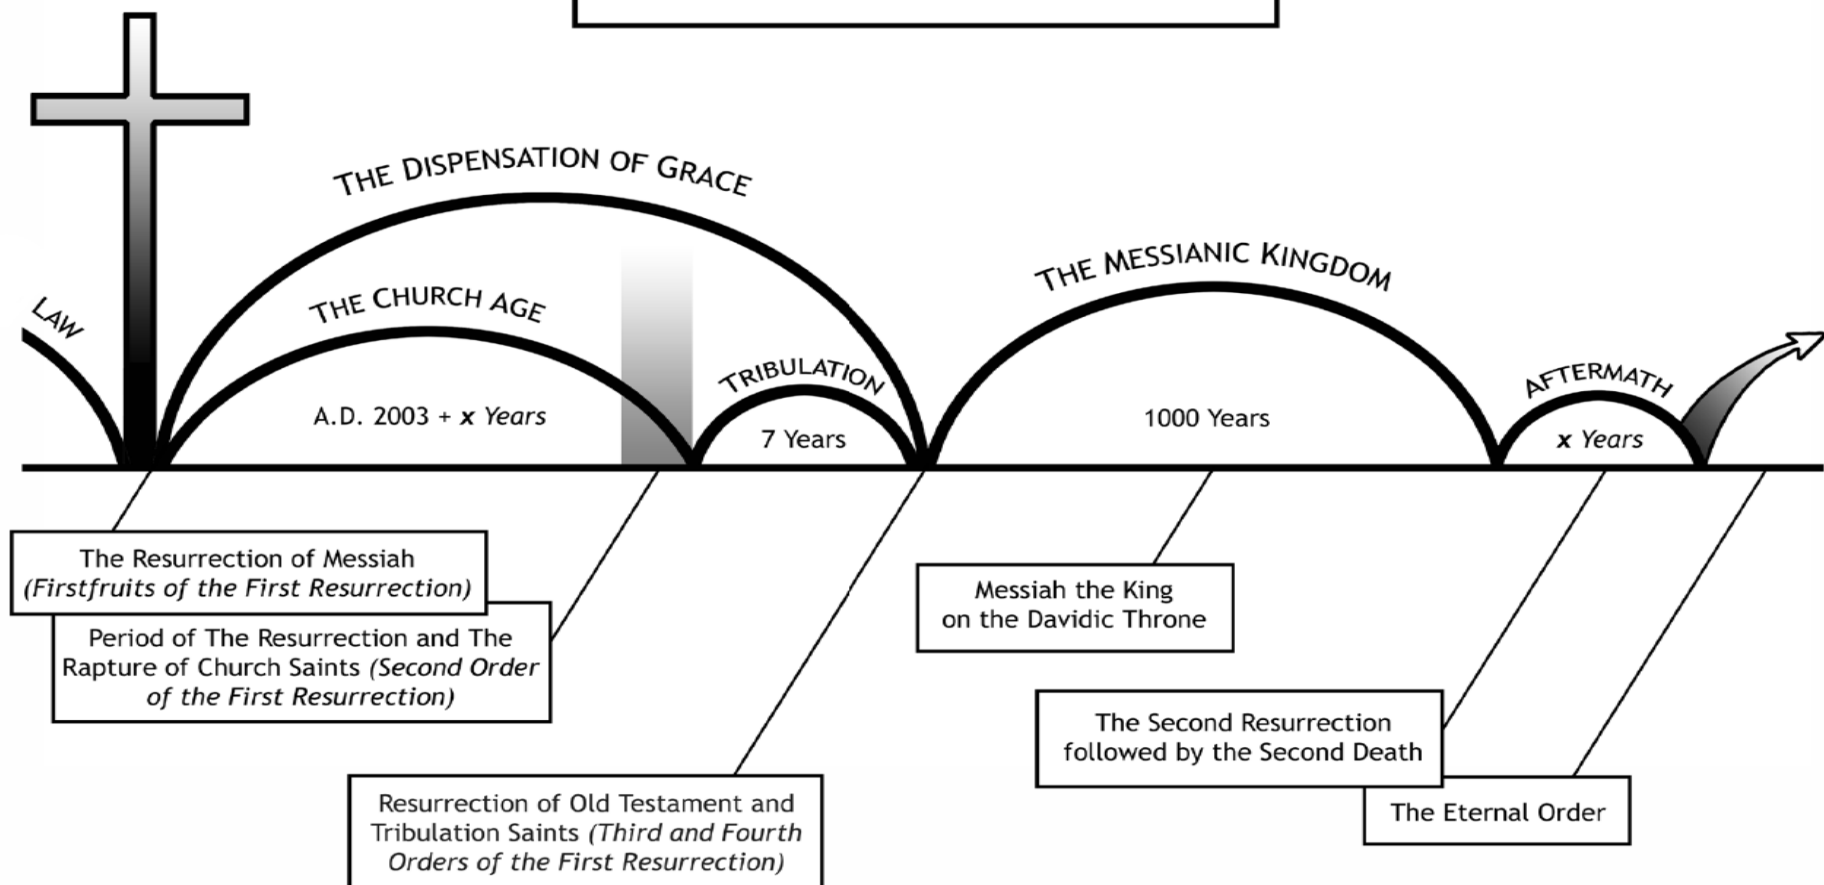 THE DISPENSATION OF GRACE
THE MESSIANIC KINGDOM
LAW
THE CHURCH AGE
TRIBULATION
AFTERMATH
A.D. 2003 + x Years
7 Years
1000 Years
x Years
The Resurrection of Messiah
(Firstfruits of the First Resurrection)
Period of The Resurrection and The
Rapture of Church Saints (Second Order
of the First Resurrection)
Messiah the King
on the Davidic Throne
The Second Resurrection
followed by the Second Death
Resurrection of Old Testament and
Tribulation Saints (Third and Fourth
Orders of the First Resurrection)
The Eternal Order